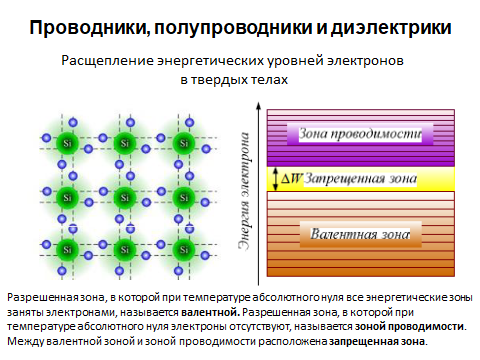 Проводники, полупроводники и диэлектрики
Расщепление энергетических уровней электронов
в твердых телах
Si Si Si
Si Si Si
Si Si Si
Энергия электрона
Зона проводимости
ΔW Запрещенная зона
Валентная зона
Разрешенная зона, в которой при температуре абсолютного нуля все энергетические зоны
заняты электронами, называется валентной. Разрешенная зона, в которой при
температуре абсолютного нуля электроны отсутствуют, называется зоной проводимости.
Между валентной зоной и зоной проводимости расположена запрещенная зона.